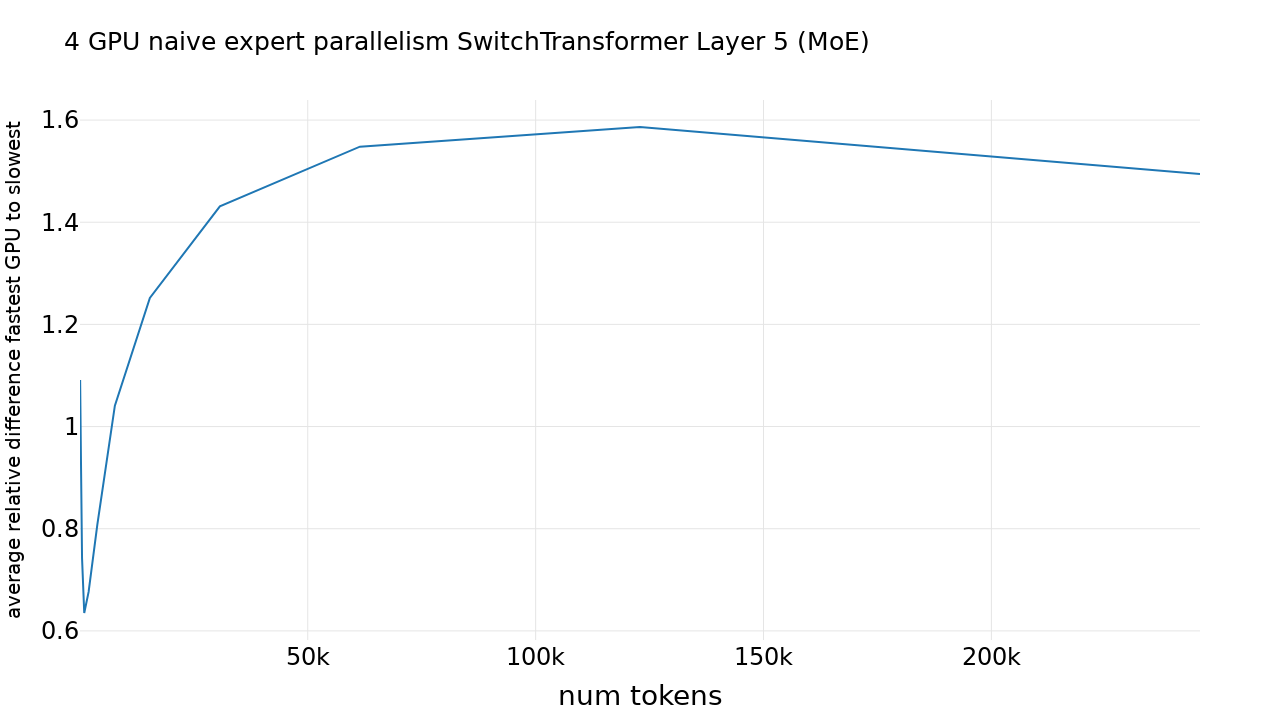 4 GPU naive expert parallelism SwitchTransformer Layer 5 (MoE)
average relative difference fastest GPU to slowest
1.6
1.4
1.2
1
0.8
0.6
50k
100k
150k
200k
num tokens